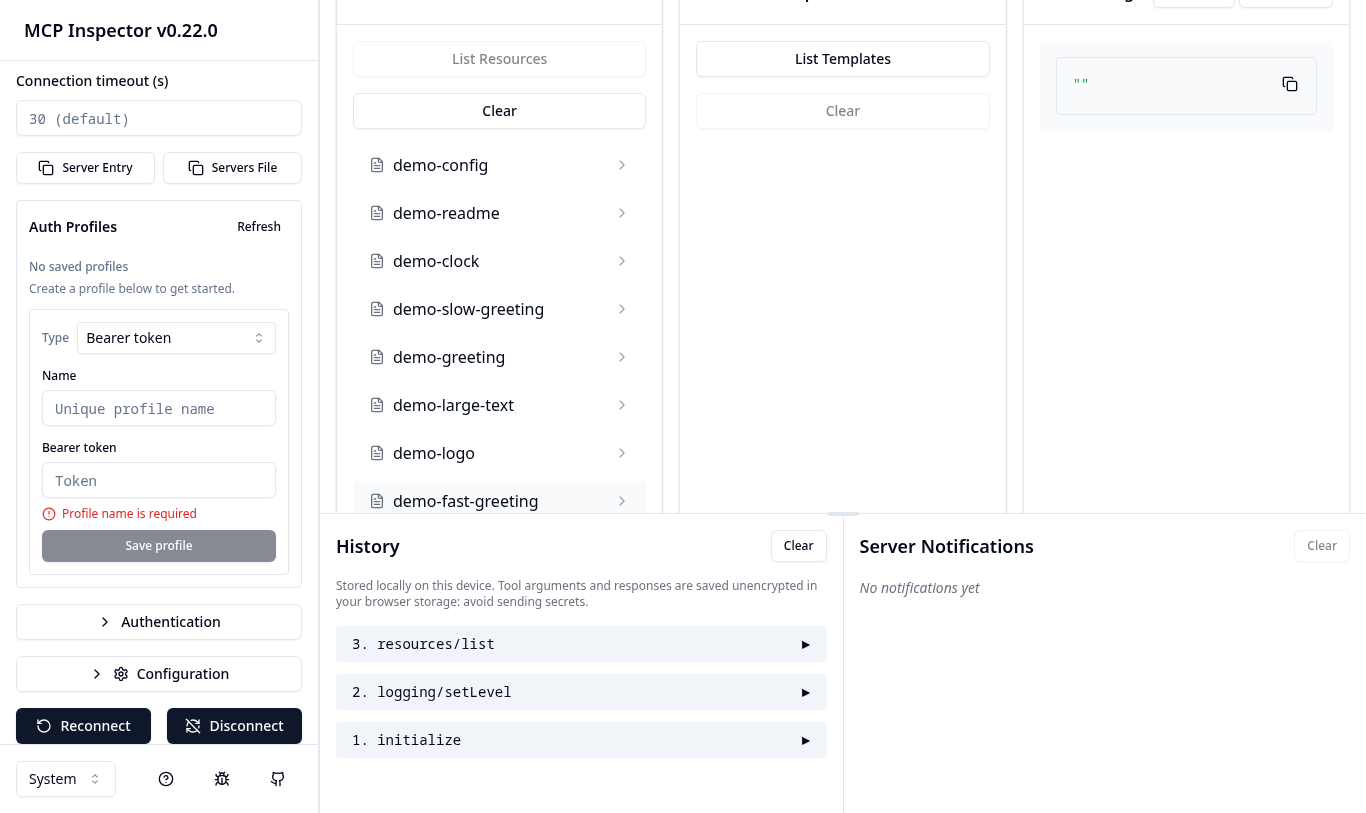 MCP Inspector v0.22.0
Connection timeout (s)
30 (default)
Server Entry
Servers File
Auth Profiles
Refresh
No saved profiles
Create a profile below to get started.
Type
Bearer token
Name
Unique profile name
Bearer token
Token
Profile name is required
Save profile
Authentication
Configuration
Reconnect
Disconnect
System
List Resources
Clear
demo-config
demo-readme
demo-clock
demo-slow-greeting
demo-greeting
demo-large-text
demo-logo
demo-fast-greeting
List Templates
Clear
""
History
Clear
Stored locally on this device. Tool arguments and responses are saved unencrypted in
your browser storage: avoid sending secrets.
3. resources/list
2. logging/setLevel
1. initialize
Server Notifications
Clear
No notifications yet